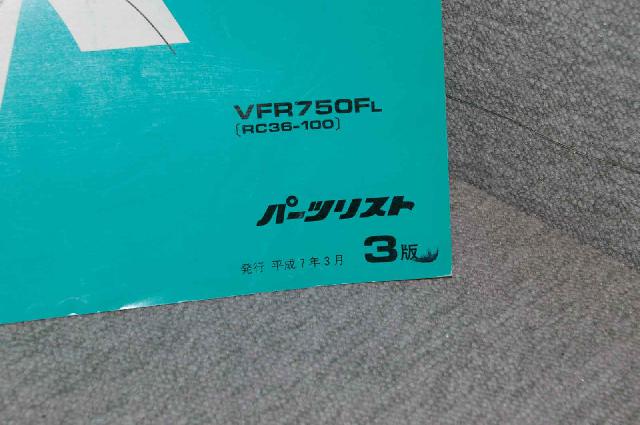 VFR750FL
(RC36-100)
パーツリスト
発行 平成7年3月 3版